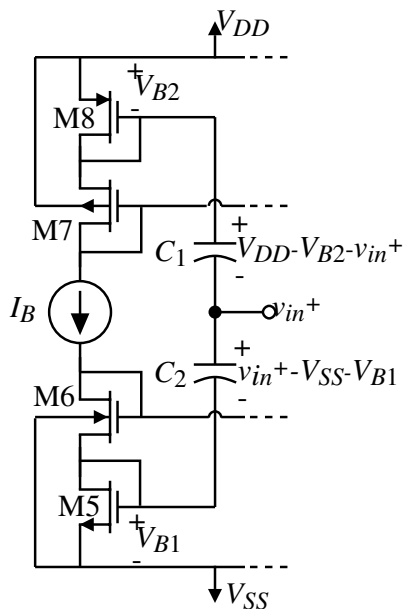 V_DD
+
V_B2
-
M8
M7
+
C_1
V_DD-V_B2-v_in+
-
I_B
v_in+
C_2
+
v_in+-V_SS-V_B1
-
M6
M5
+
V_B1
-
V_SS